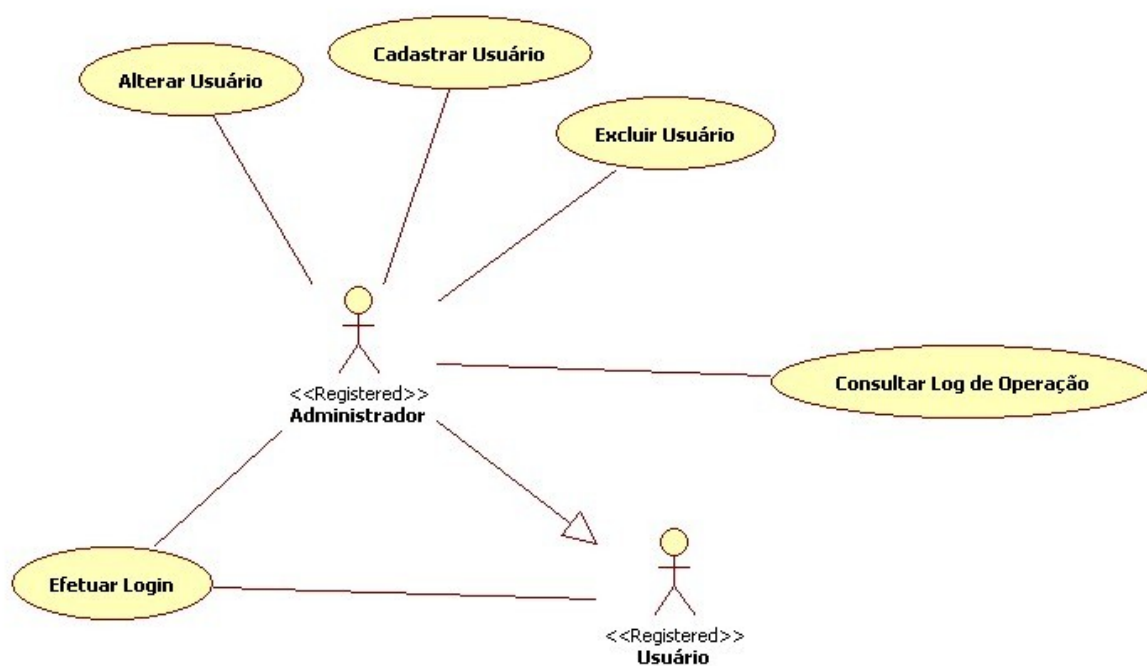 Cadastrar Usuário
Alterar Usuário
Excluir Usuário
Consultar Log de Operação
<<Registered>>
Administrador
Efetuar Login
<<Registered>>
Usuário